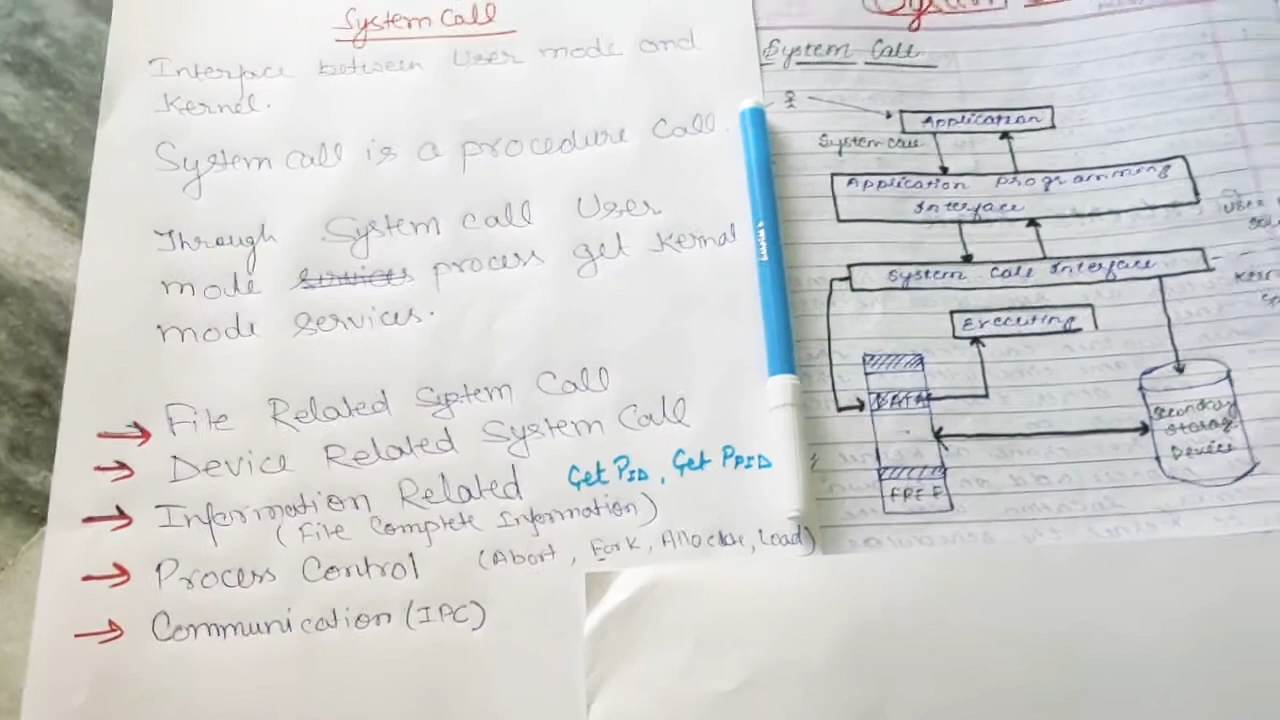 System Call
Interface between User mode and
Kernel.
System call is a procedure Call.
Through System Call User
mode services process get Kernal
mode Services.
File Related System Call
Device Related System Call
Information Related Get PID, Get PPID
(File Complete Information)
Process Control (Abort, Fork, Allocate, Load)
Communication (IPC)
System Call
Application
System call
Application programming
Interface
User
System Call Interface
Executing
DATA
Secondary
Storage
Device
FREE